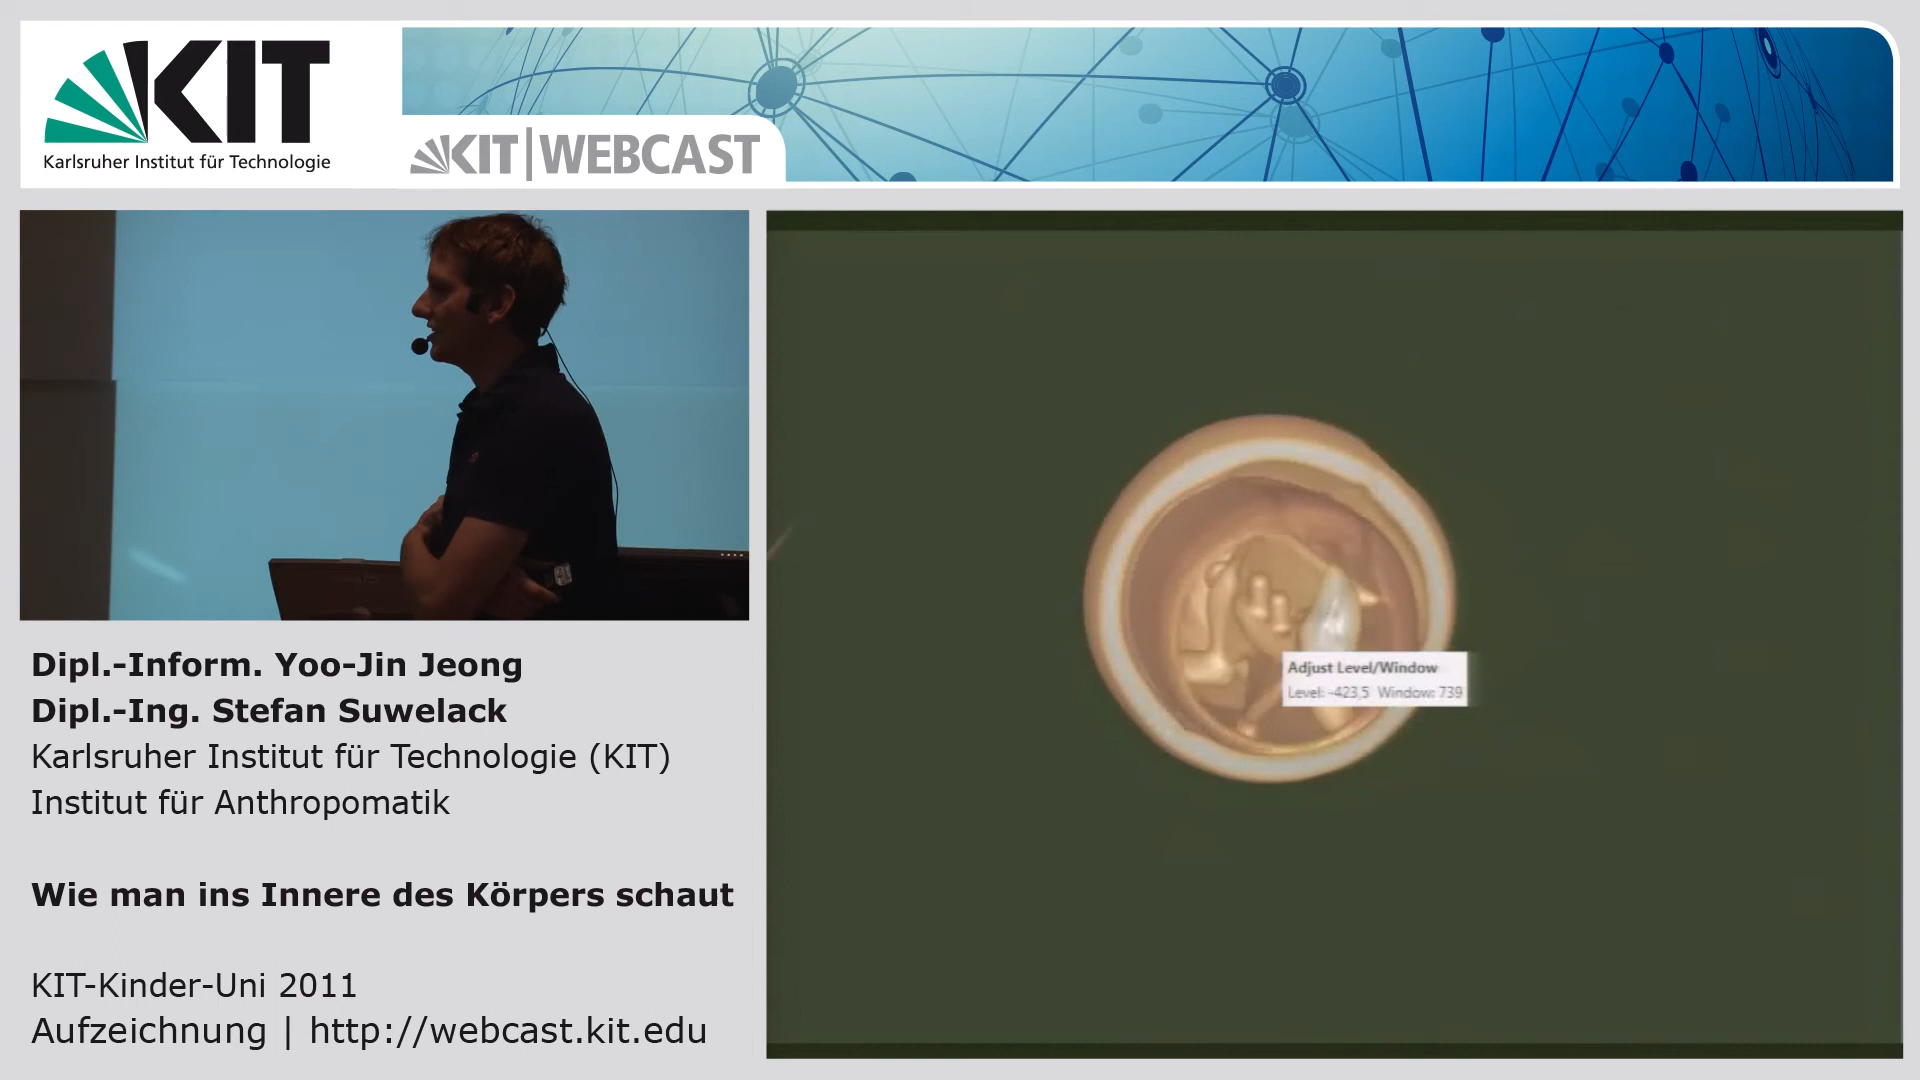 KIT
Karlsruher Institut für Technologie
KIT|WEBCAST
Adjust Level/Window
Level: -423,5 Window: 739
Dipl.-Inform. Yoo-Jin Jeong
Dipl.-Ing. Stefan Suwelack
Karlsruher Institut für Technologie (KIT)
Institut für Anthropomatik
Wie man ins Innere des Körpers schaut
KIT-Kinder-Uni 2011
Aufzeichnung | http://webcast.kit.edu